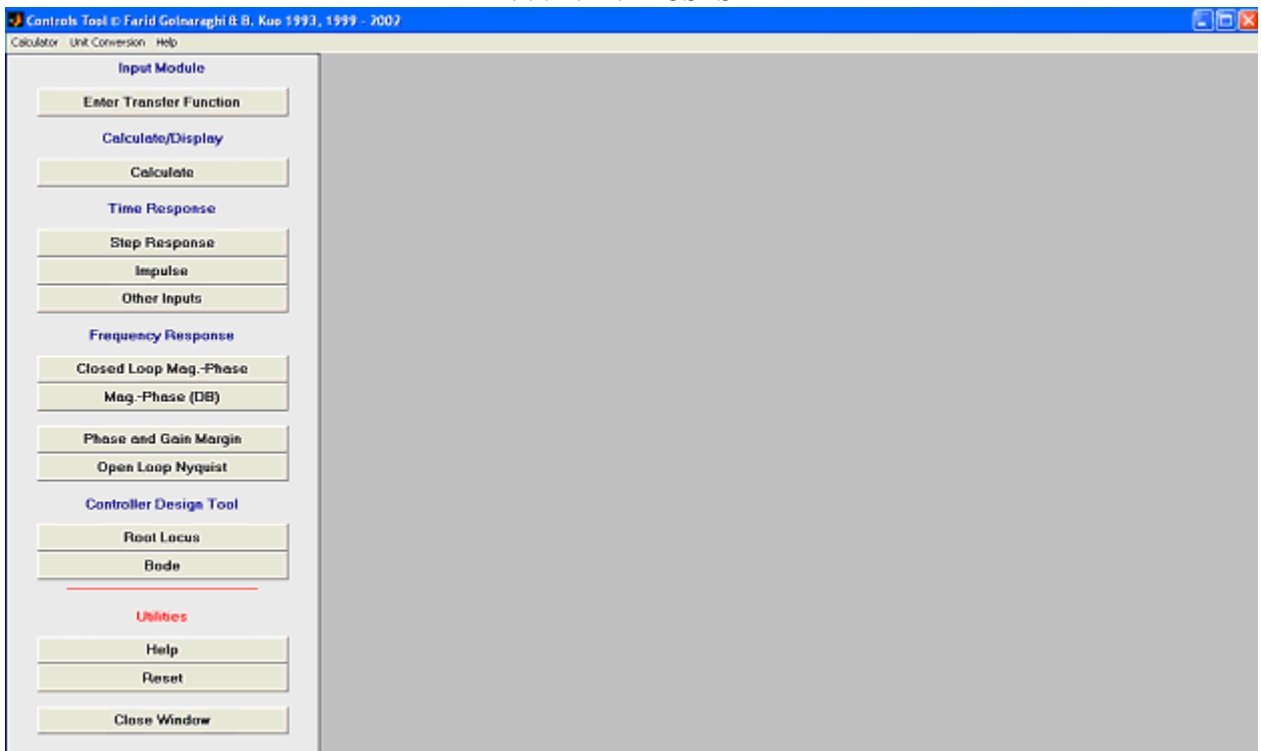 Controls Tool © Farid Golnaraghi & B. Kuo 1993, 1999 - 2002
Calculator Unit Conversion Help
Input Module
Enter Transfer Function
Calculate/Display
Calculate
Time Response
Step Response
Impulse
Other Inputs
Frequency Response
Closed Loop Mag.-Phase
Mag.-Phase (DB)
Phase and Gain Margin
Open Loop Nyquist
Controller Design Tool
Root Locus
Bode
Utilities
Help
Reset
Close Window